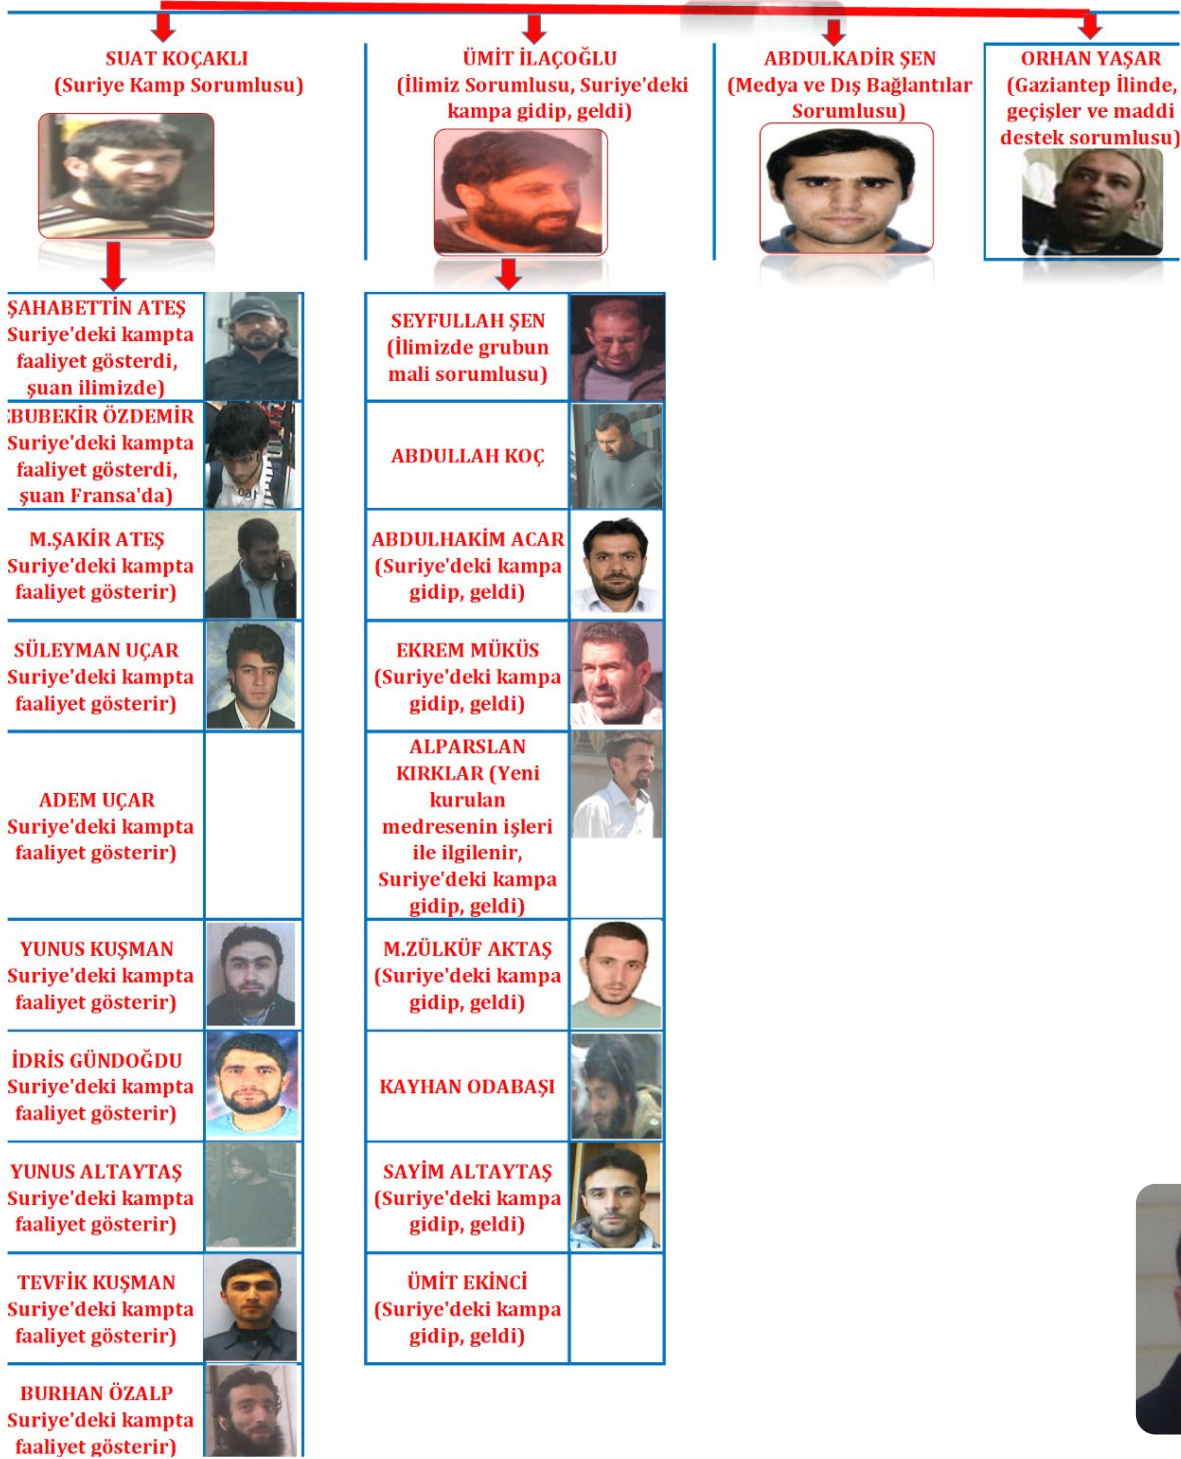 SUAT KOÇAKLI
(Suriye Kamp Sorumlusu)
ÜMİT İLAÇOĞLU
(İlimiz Sorumlusu, Suriye'deki
kampa gidip, geldi)
ABDULKADİR ŞEN
(Medya ve Dış Bağlantılar
Sorumlusu)
ORHAN YAŞAR
(Gaziantep İlinde,
geçişler ve maddi
destek sorumlusu)
ŞAHABETTİN ATEŞ
Suriye'deki kampta
faaliyet gösterdi,
şuan ilimizde)
EBUBEKİR ÖZDEMİR
Suriye'deki kampta
faaliyet gösterdi,
şuan Fransa'da)
M.ŞAKİR ATEŞ
Suriye'deki kampta
faaliyet gösterir)
SÜLEYMAN UÇAR
Suriye'deki kampta
faaliyet gösterir)
ADEM UÇAR
Suriye'deki kampta
faaliyet gösterir)
YUNUS KUŞMAN
Suriye'deki kampta
faaliyet gösterir)
İDRİS GÜNDOĞDU
Suriye'deki kampta
faaliyet gösterir)
YUNUS ALTAYTAŞ
Suriye'deki kampta
faaliyet gösterir)
TEVFİK KUŞMAN
Suriye'deki kampta
faaliyet gösterir)
BURHAN ÖZALP
Suriye'deki kampta
faaliyet gösterir)
SEYFULLAH ŞEN
(İlimizde grubun
mali sorumlusu)
ABDULLAH KOÇ
ABDULHAKİM ACAR
(Suriye'deki kampa
gidip, geldi)
EKREM MÜKÜS
(Suriye'deki kampa
gidip, geldi)
ALPARSLAN
KIRKLAR (Yeni
kurulan
medresenin işleri
ile ilgilenir,
Suriye'deki kampa
gidip, geldi)
M.ZÜLKÜF AKTAŞ
(Suriye'deki kampa
gidip, geldi)
KAYHAN ODABAŞI
SAYİM ALTAYTAŞ
(Suriye'deki kampa
gidip, geldi)
ÜMİT EKİNCİ
(Suriye'deki kampa
gidip, geldi)